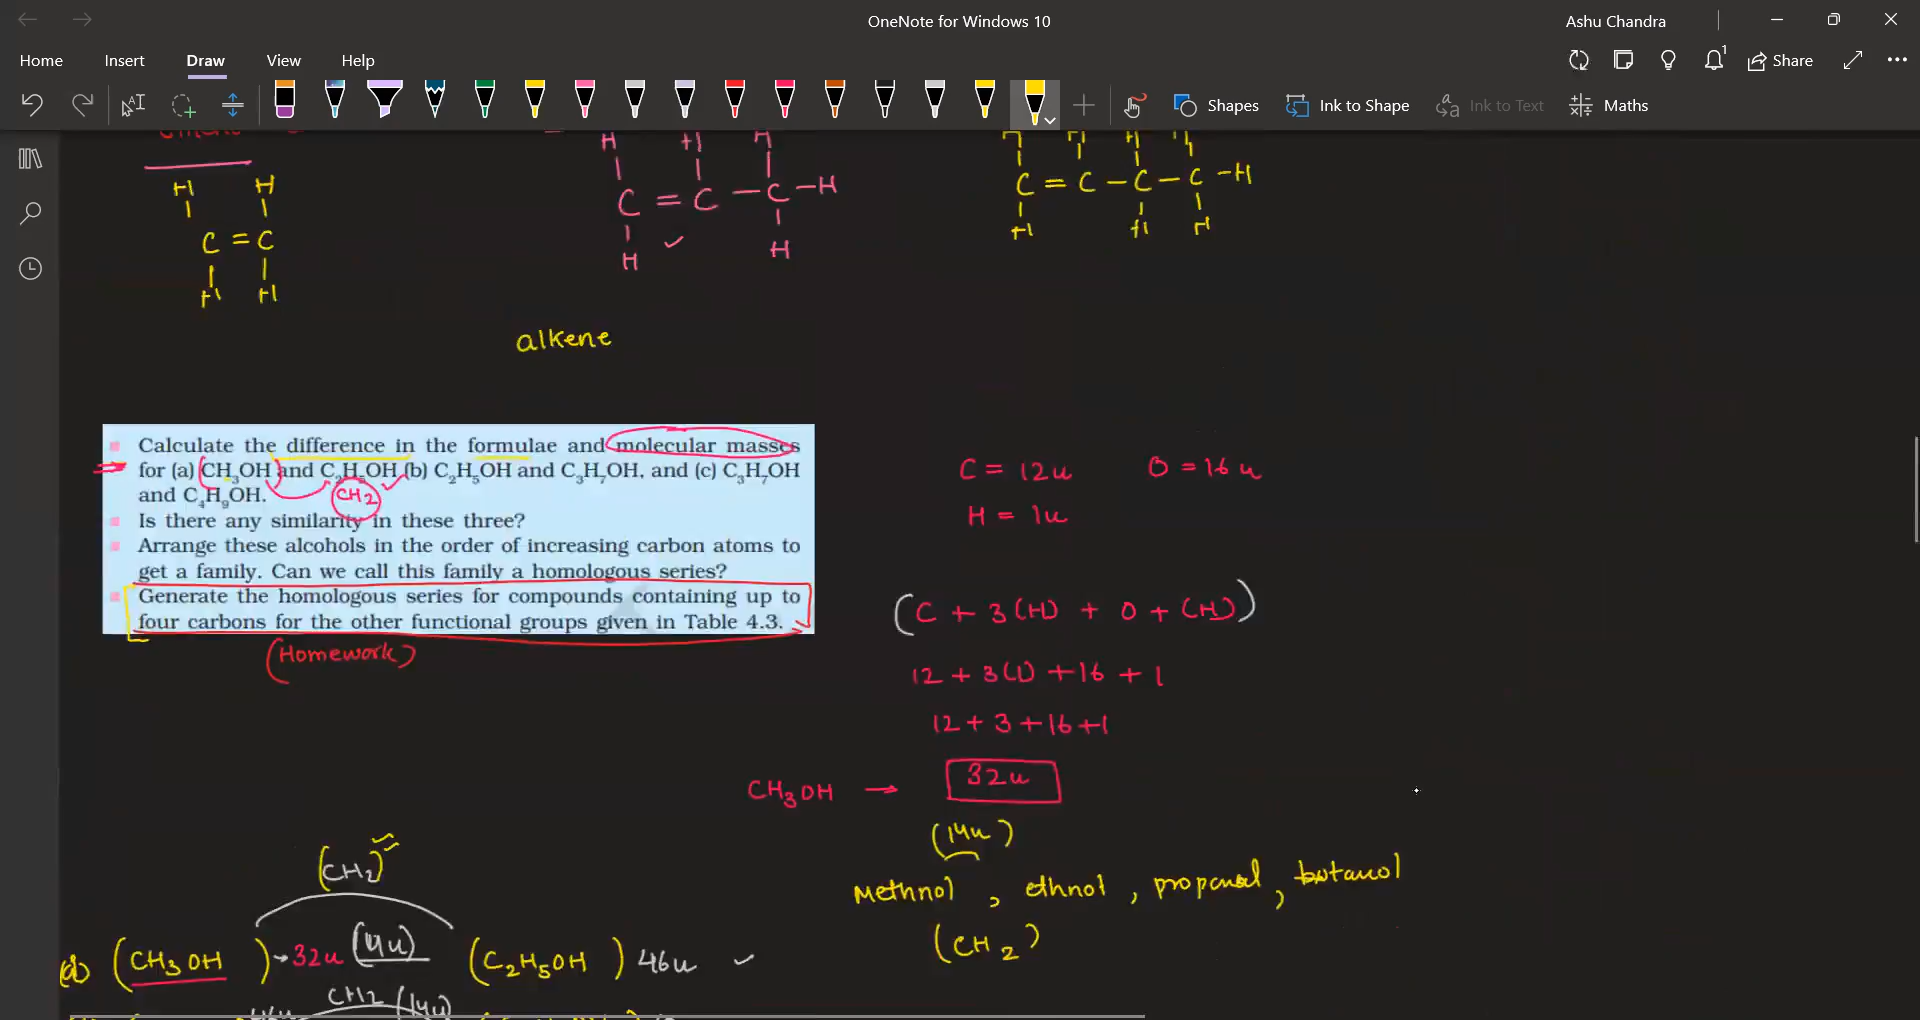 OneNote for Windows 10
Ashu Chandra
Home Insert Draw View Help
1
Share
Shapes Ink to Shape Ink to Text Maths
H H
C = C
H H
H H H
C = C – C – H
H H
H H H H
C = C – C – C – H
H H H
alkene
Calculate the difference in the formulae and molecular masses
for (a) CH3OH and C2H5OH (b) C2H5OH and C3H7OH, and (c) C3H7OH
and C4H9OH.
CH2
Is there any similarity in these three?
Arrange these alcohols in the order of increasing carbon atoms to
get a family. Can we call this family a homologous series?
Generate the homologous series for compounds containing up to
four carbons for the other functional groups given in Table 4.3.
(Homework)
C = 12u O = 16u
H = 1u
(C + 3(H) + O + (H))
12 + 3(1) + 16 + 1
12 + 3 + 16 + 1
CH3OH → 32u
(14u)
Methnol, ethnol, propanol, butanol
(CH2)
(CH2)
(a) (CH3OH) → 32u (14u) (C2H5OH) 46u
CH2 (14u)